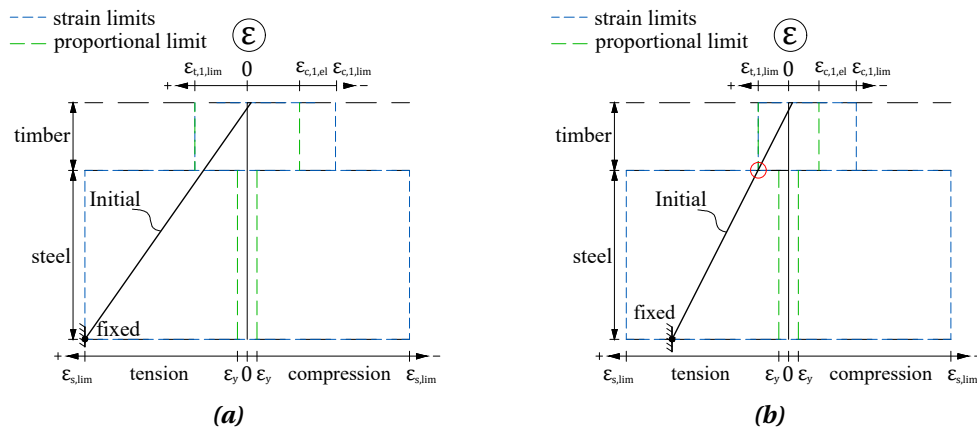 strain limits
proportional limit
ε
εt,1,lim 0 εc,1,el εc,1,lim
+ −
timber
Initial
steel
fixed
+ −
εs,lim tension εy 0 εy compression εs,lim
(a)
strain limits
proportional limit
ε
εt,1,lim 0 εc,1,el εc,1,lim
+ −
timber
Initial
steel
fixed
+ −
εs,lim tension εy 0 εy compression εs,lim
(b)